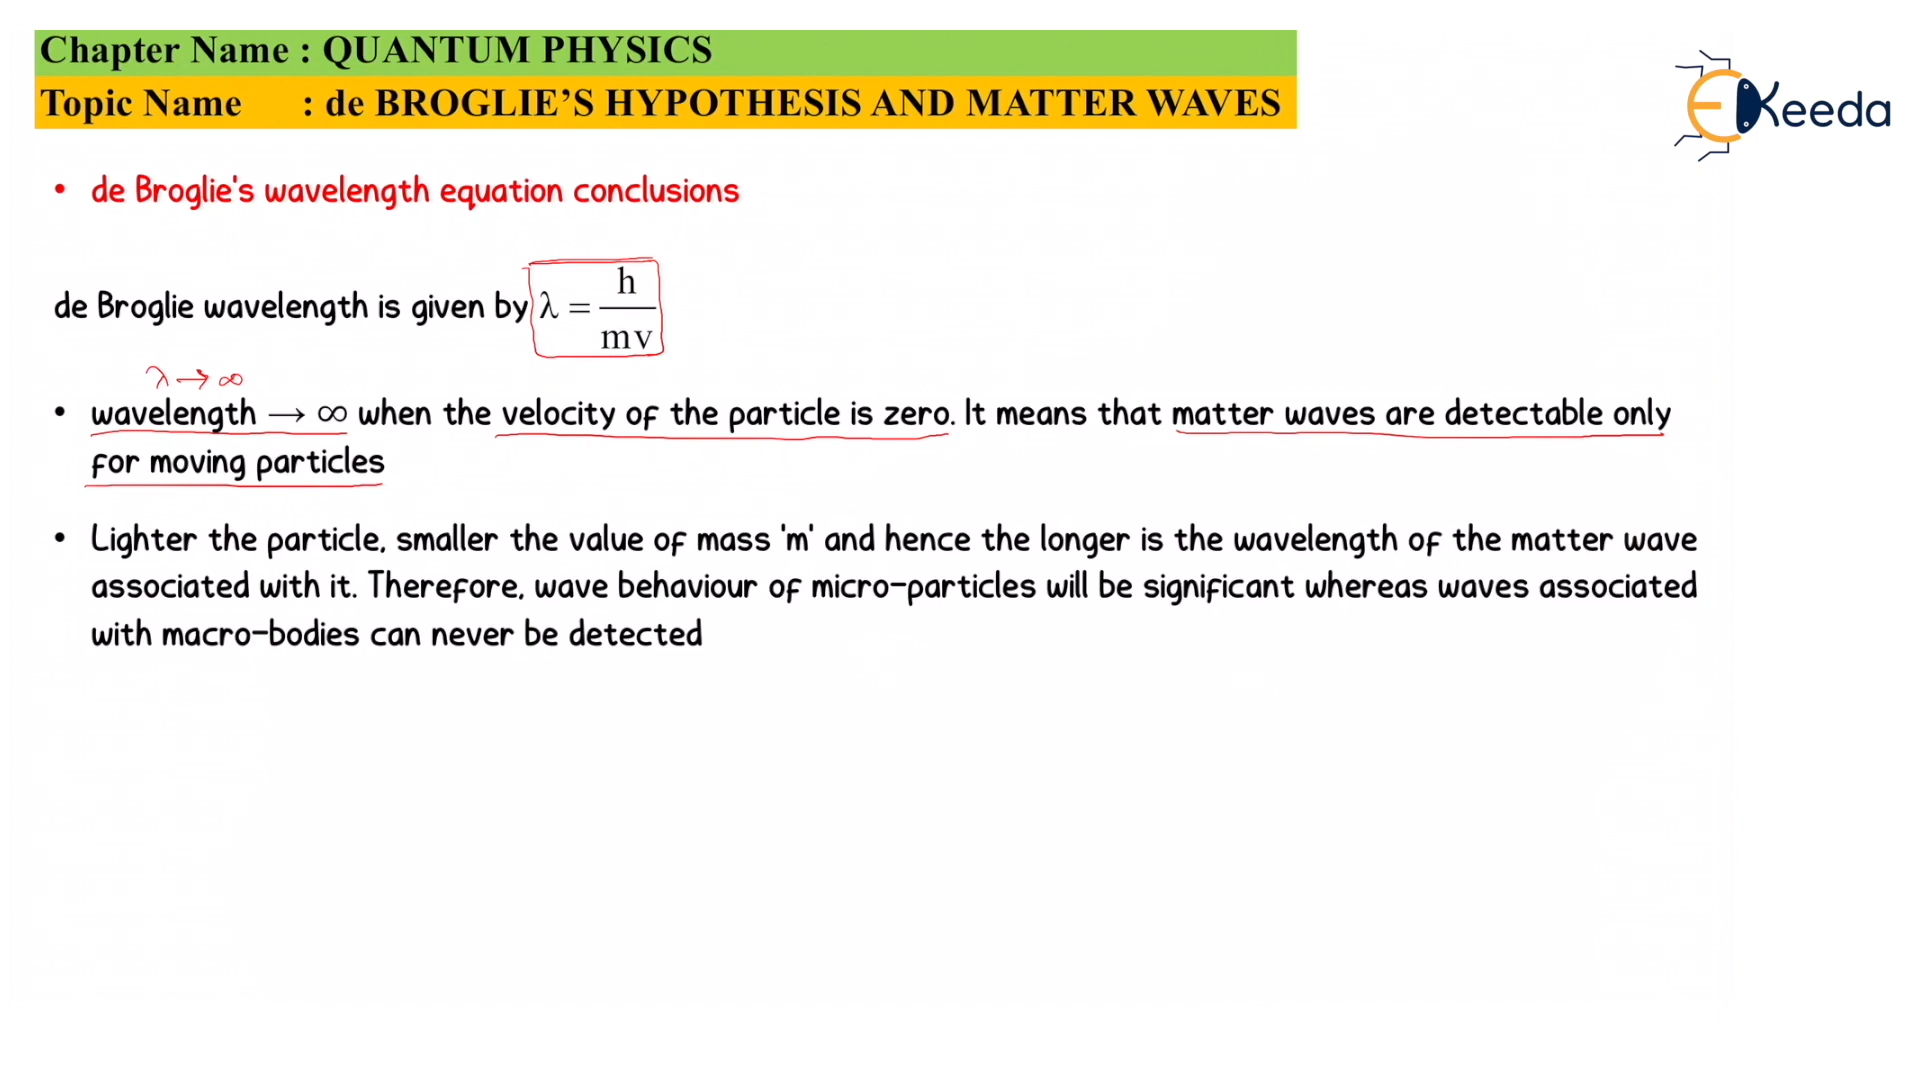 Chapter Name : QUANTUM PHYSICS
Topic Name : de BROGLIE’S HYPOTHESIS AND MATTER WAVES
EKeeda
• de Broglie's wavelength equation conclusions
de Broglie wavelength is given by λ = h/mv
λ → ∞
• wavelength → ∞ when the velocity of the particle is zero. It means that matter waves are detectable only
for moving particles
• Lighter the particle, smaller the value of mass 'm' and hence the longer is the wavelength of the matter wave
associated with it. Therefore, wave behaviour of micro-particles will be significant whereas waves associated
with macro-bodies can never be detected